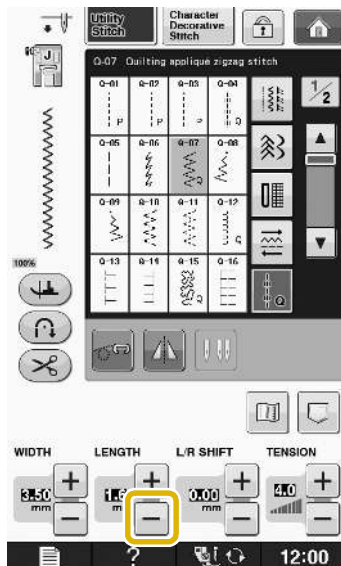 Utility Stitch
Character Decorative Stitch
J
Q-07 Quilting appliqué zigzag stitch
Q-01 Q-02 Q-03 Q-04
P P Q
1/2
Q-05 Q-06 Q-07 Q-08
Q
Q-09 Q-10 Q-11 Q-12
Q
100%
Q-13 Q-14 Q-15 Q-16
Q
Q
WIDTH LENGTH L/R SHIFT TENSION
3.50 mm + −
1.6 m + −
0.00 mm + −
4.0 + −
? 12:00